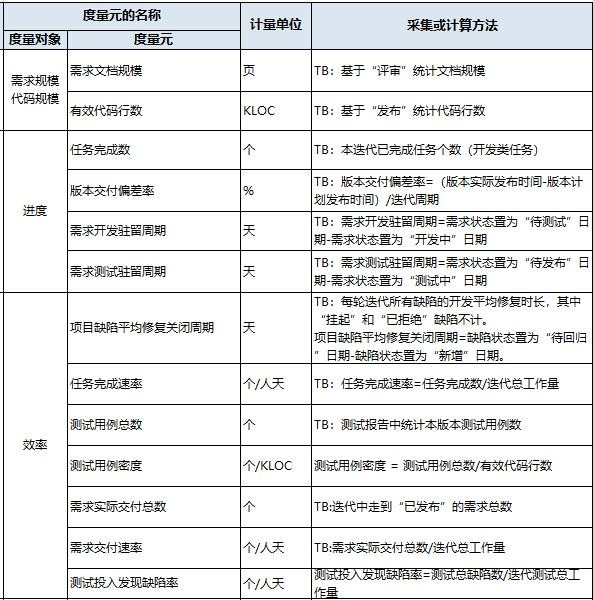 度量元的名称
计量单位
采集或计算方法
度量对象
度量元
需求规模
代码规模
需求文档规模
页
TB：基于“评审”统计文档规模
有效代码行数
KLOC
TB：基于“发布”统计代码行数
进度
任务完成数
个
TB：本迭代已完成任务个数（开发类任务）
版本交付偏差率
%
TB：版本交付偏差率=（版本实际发布时间-版本计
划发布时间）/迭代周期
需求开发驻留周期
天
TB：需求开发驻留周期=需求状态置为“待测试”日
期-需求状态置为“开发中”日期
需求测试驻留周期
天
TB：需求测试驻留周期=需求状态置为“待发布”日
期-需求状态置为“测试中”日期
效率
项目缺陷平均修复关闭周期
天
TB：每轮迭代所有缺陷的开发平均修复时长，其中
“挂起”和“已拒绝”缺陷不计。
项目缺陷平均修复关闭周期=缺陷状态置为“待回归
”日期-缺陷状态置为“新增”日期。
任务完成速率
个/人天
TB：任务完成速率=任务完成数/迭代总工作量
测试用例总数
个
TB：测试报告中统计本版本测试用例数
测试用例密度
个/KLOC
测试用例密度 = 测试用例总数/有效代码行数
需求实际交付总数
个
TB:迭代中走到“已发布”的需求总数
需求交付速率
个/人天
TB:需求实际交付总数/迭代总工作量
测试投入发现缺陷率
个/人天
测试投入发现缺陷率=测试总缺陷数/迭代测试总工
作量